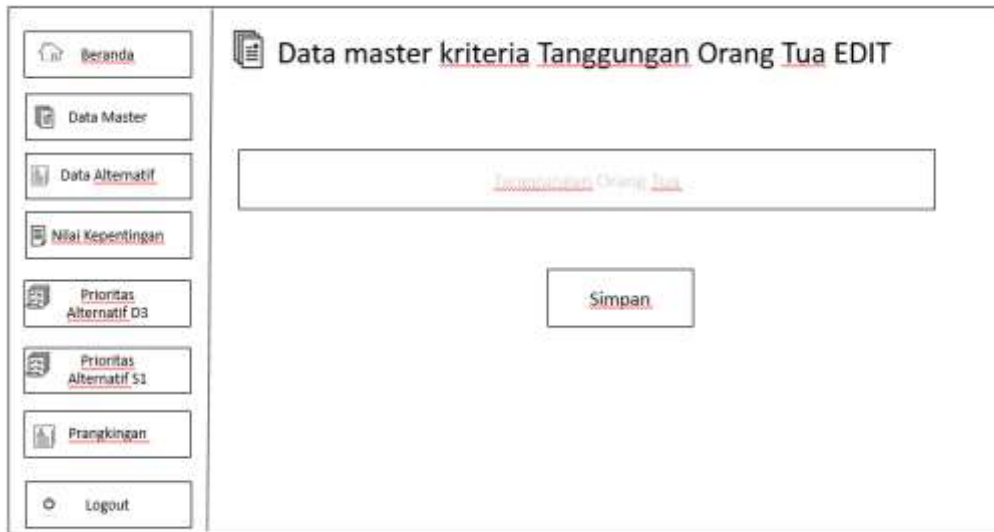 Beranda
Data Master
Data Alternatif
Nilai Kepentingan
Prioritas
Alternatif D3
Prioritas
Alternatif S1
Prangkingan
Logout
Data master kriteria Tanggungan Orang Tua EDIT
Tanggungan Orang Tua
Simpan